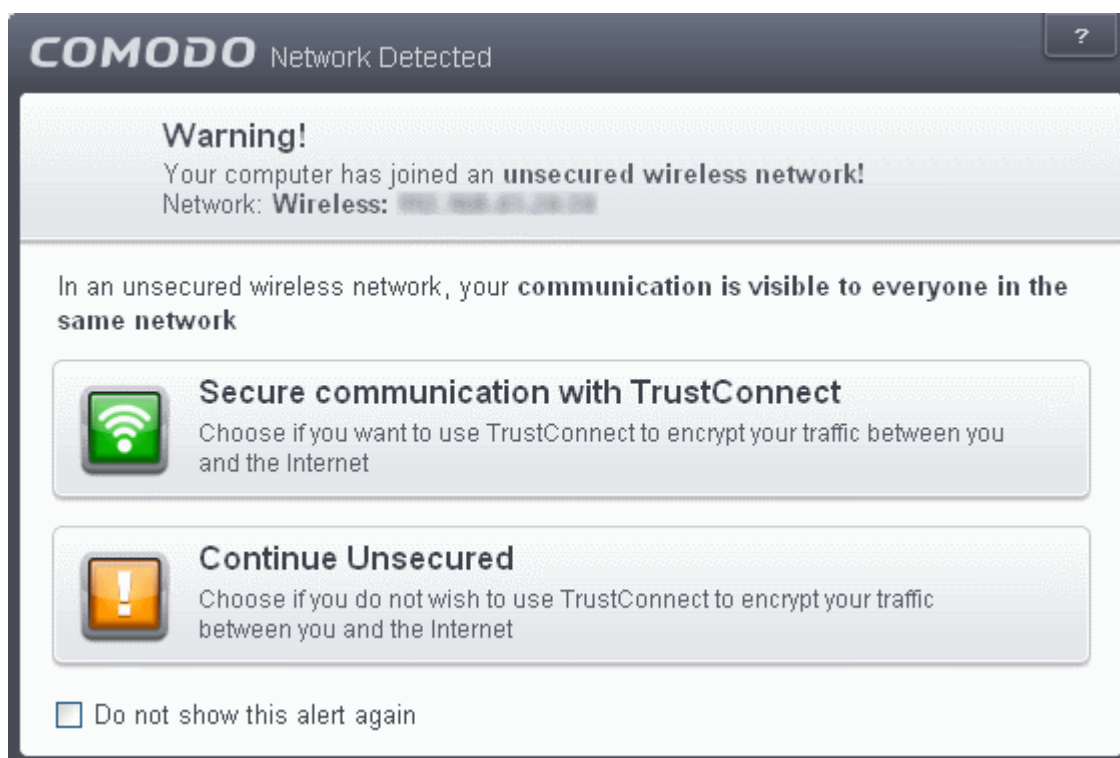 COMODO Network Detected
?
Warning!
Your computer has joined an unsecured wireless network!
Network: Wireless:
In an unsecured wireless network, your communication is visible to everyone in the
same network
Secure communication with TrustConnect
Choose if you want to use TrustConnect to encrypt your traffic between you
and the Internet
!
Continue Unsecured
Choose if you do not wish to use TrustConnect to encrypt your traffic
between you and the Internet
Do not show this alert again